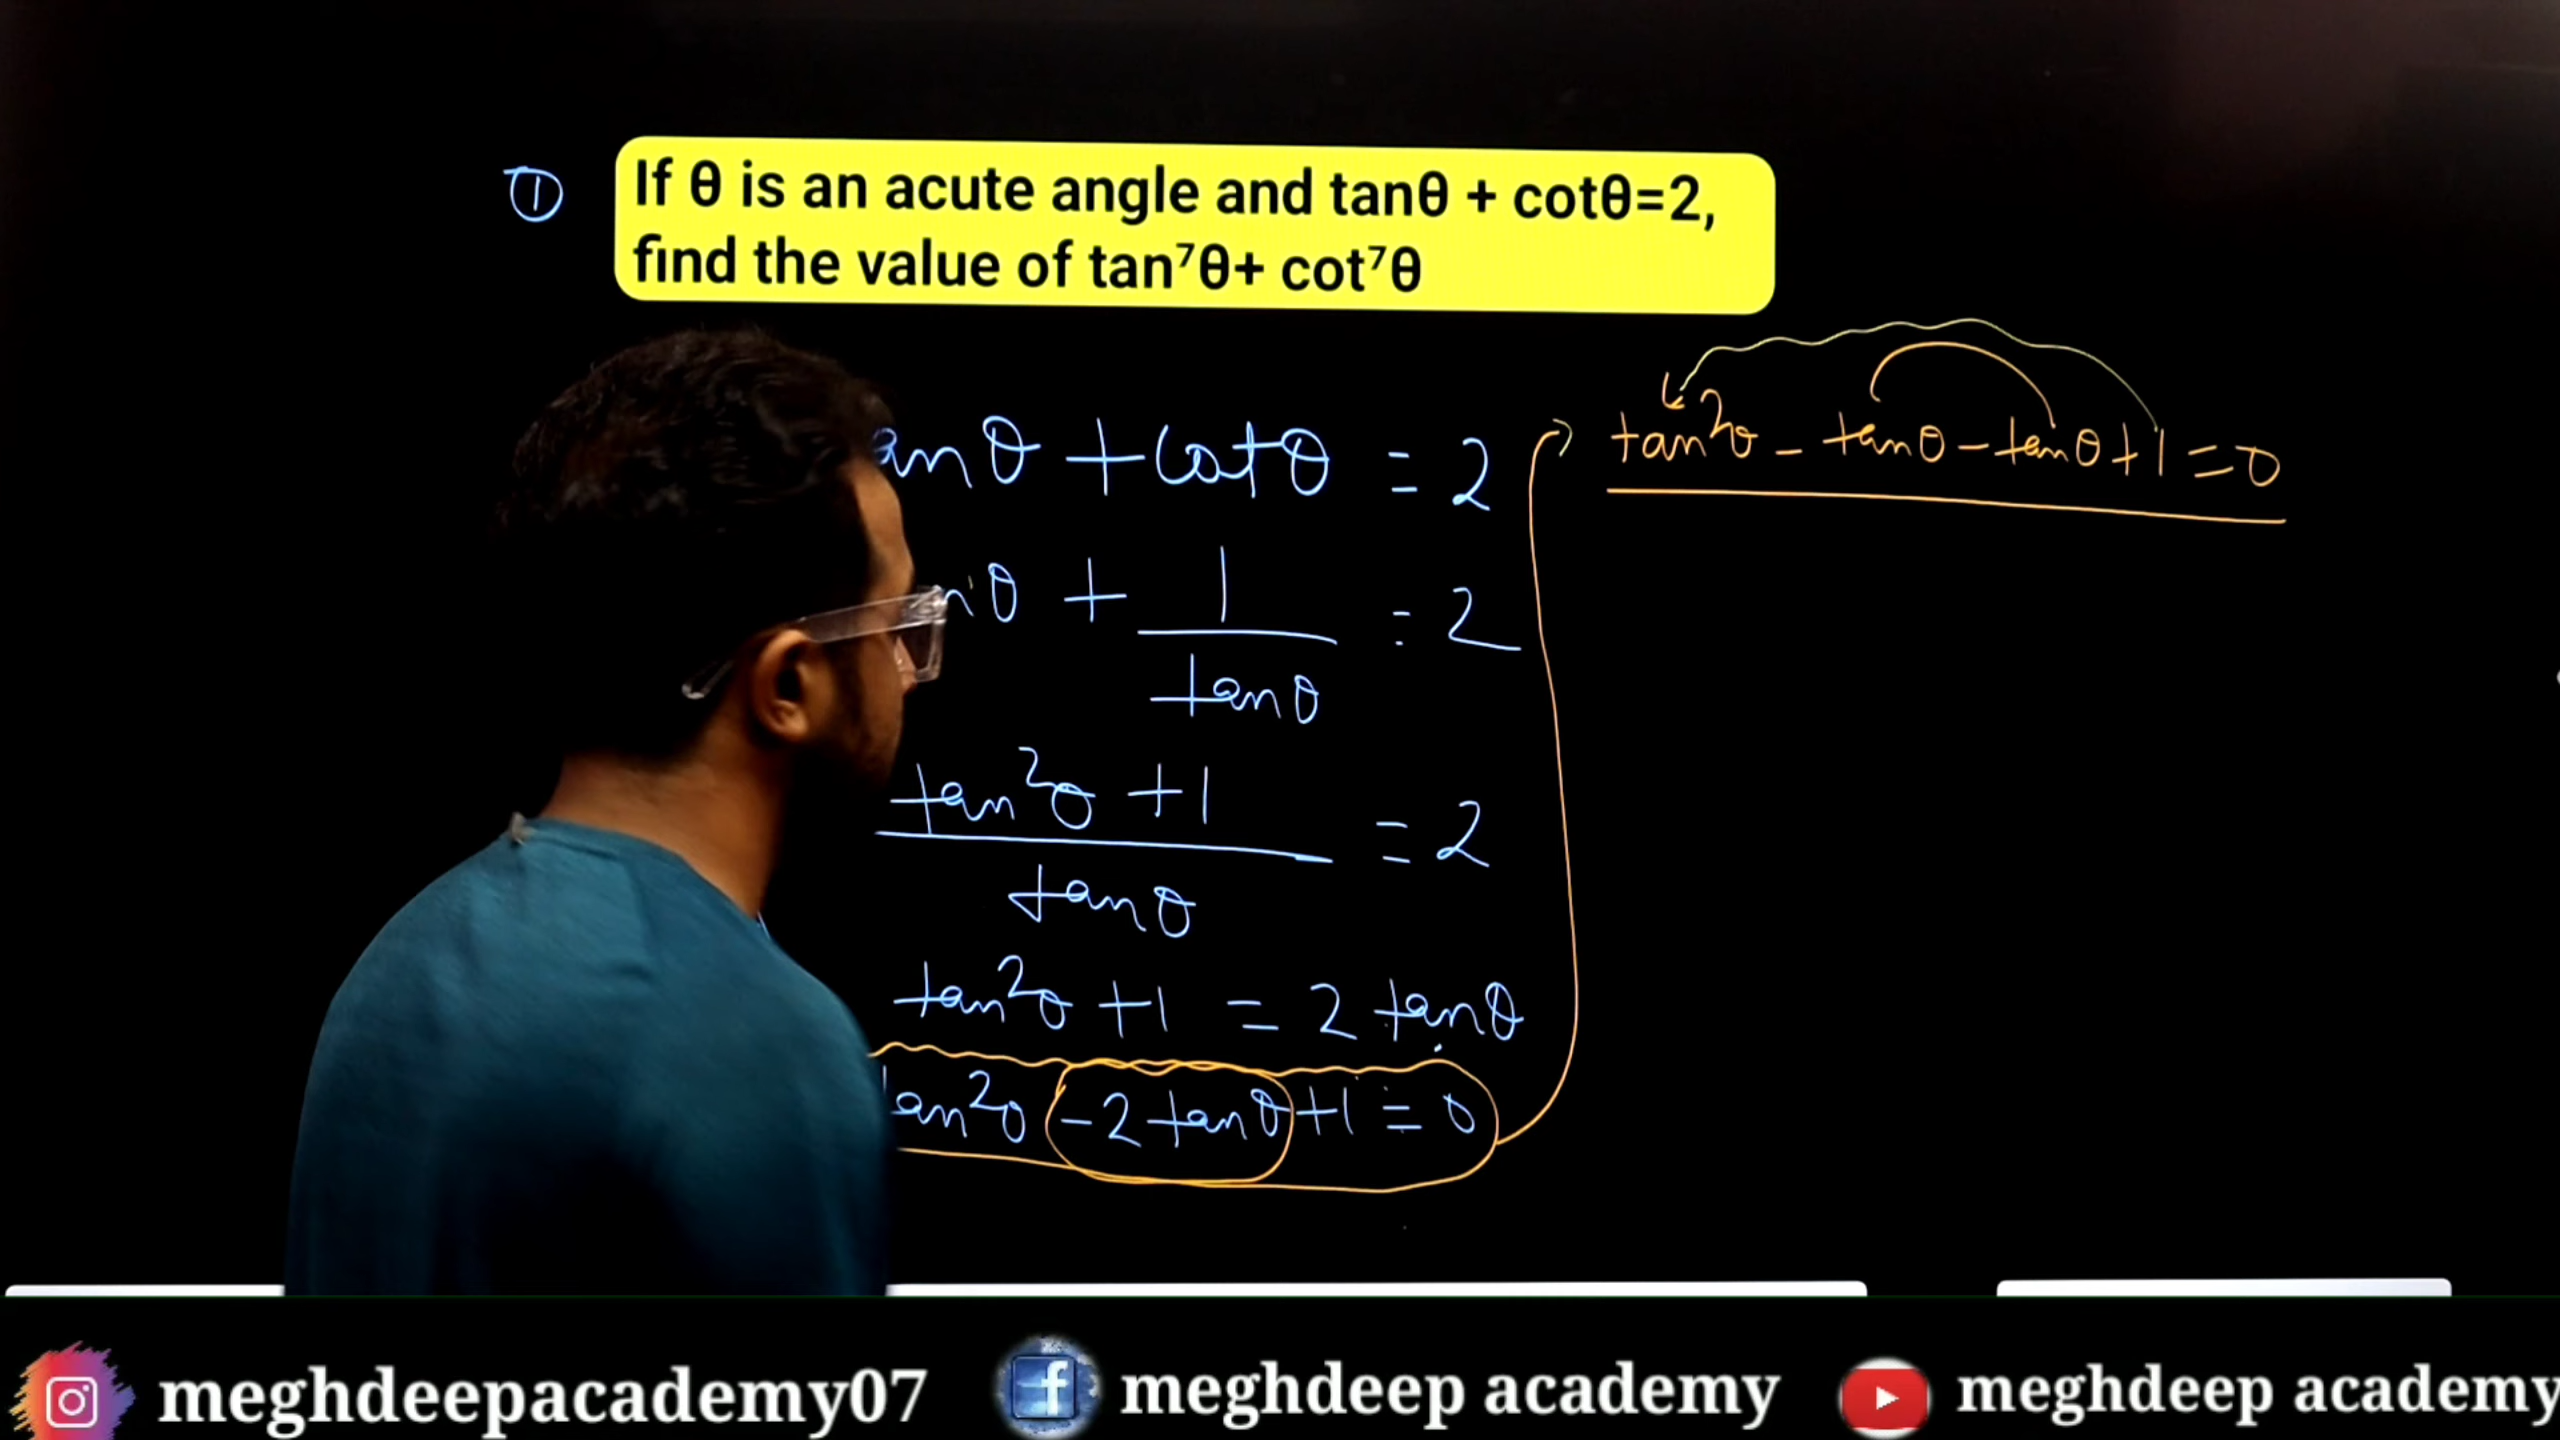 ①
If θ is an acute angle and tanθ + cotθ=2,
find the value of tan⁷θ+ cot⁷θ
anθ + cotθ = 2
nθ + 1/tanθ = 2
tan²θ + 1/tanθ = 2
tan²θ + 1 = 2 tanθ
an²θ - 2 tanθ + 1 = 0
tan²θ - tanθ - tanθ + 1 = 0
meghdeepacademy07
meghdeep academy
meghdeep academy